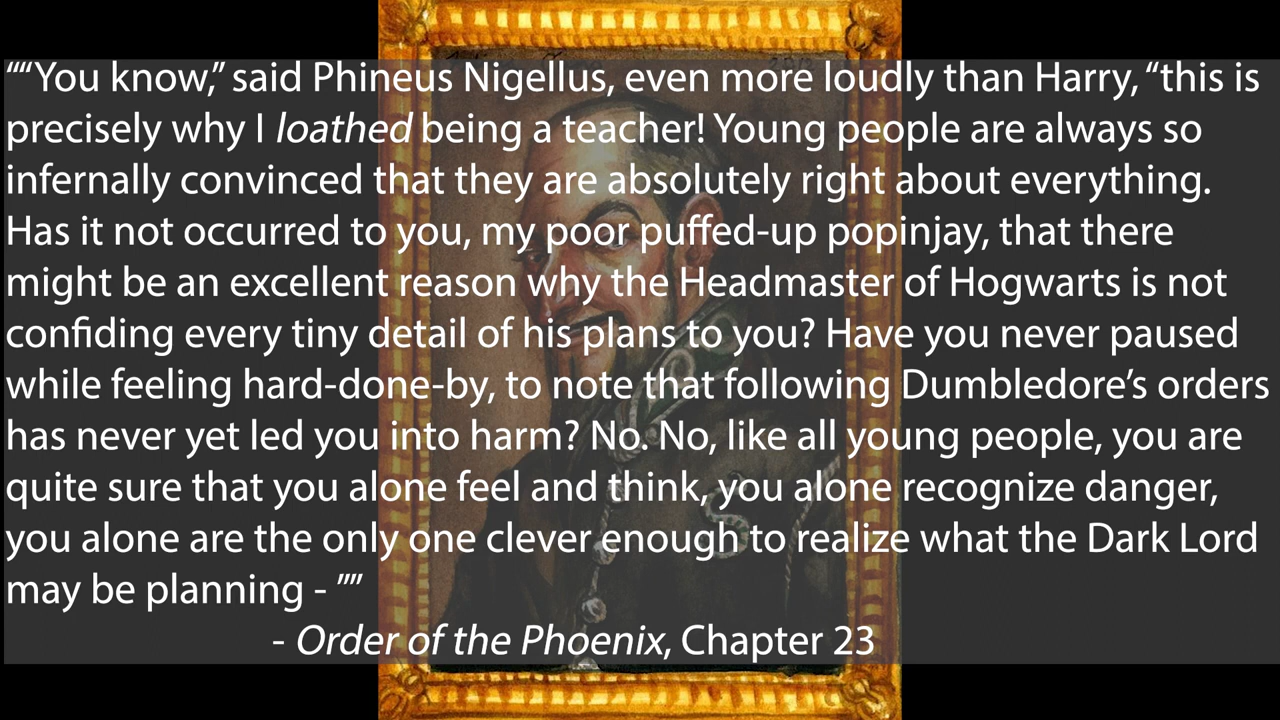 ““You know,” said Phineus Nigellus, even more loudly than Harry, “this is
precisely why I loathed being a teacher! Young people are always so
infernally convinced that they are absolutely right about everything.
Has it not occurred to you, my poor puffed-up popinjay, that there
might be an excellent reason why the Headmaster of Hogwarts is not
confiding every tiny detail of his plans to you? Have you never paused
while feeling hard-done-by, to note that following Dumbledore’s orders
has never yet led you into harm? No. No, like all young people, you are
quite sure that you alone feel and think, you alone recognize danger,
you alone are the only one clever enough to realize what the Dark Lord
may be planning - ””
- Order of the Phoenix, Chapter 23